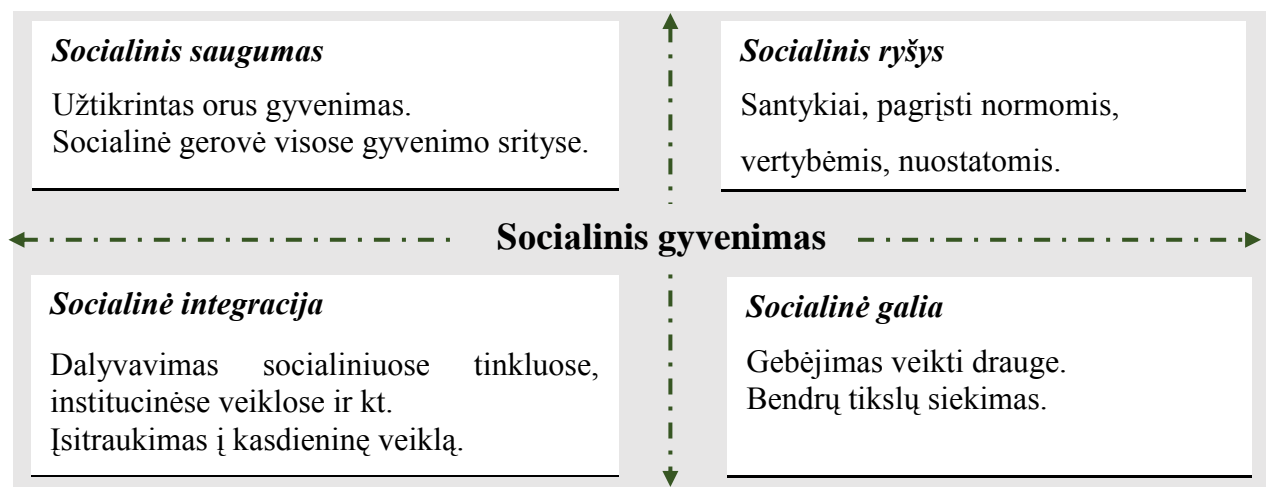 Socialinis saugumas
Užtikrintas orus gyvenimas.
Socialinė gerovė visose gyvenimo srityse.
Socialinis ryšys
Santykiai, pagrįsti normomis,
vertybėmis, nuostatomis.
Socialinis gyvenimas
Socialinė integracija
Dalyvavimas socialiniuose tinkluose,
institucinėse veiklose ir kt.
Įsitraukimas į kasdieninę veiklą.
Socialinė galia
Gebėjimas veikti drauge.
Bendrų tikslų siekimas.